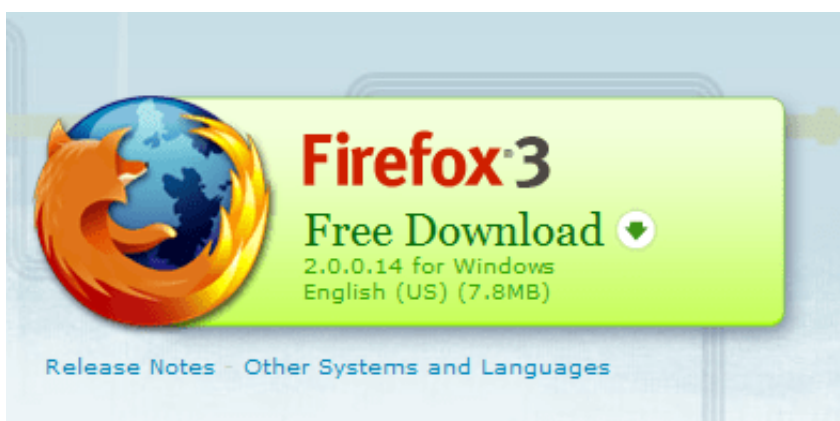 Firefox 3
Free Download
2.0.0.14 for Windows
English (US) (7.8MB)
Release Notes - Other Systems and Languages